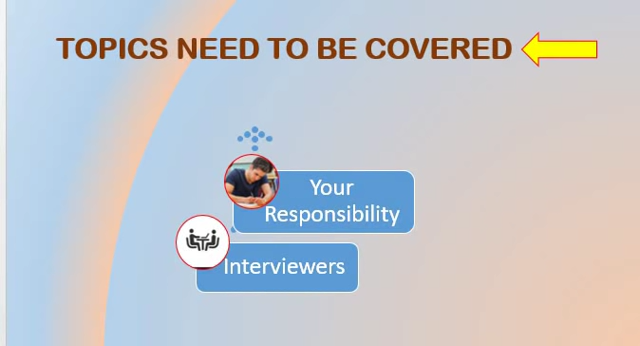 TOPICS NEED TO BE COVERED
Your
Responsibility
Interviewers